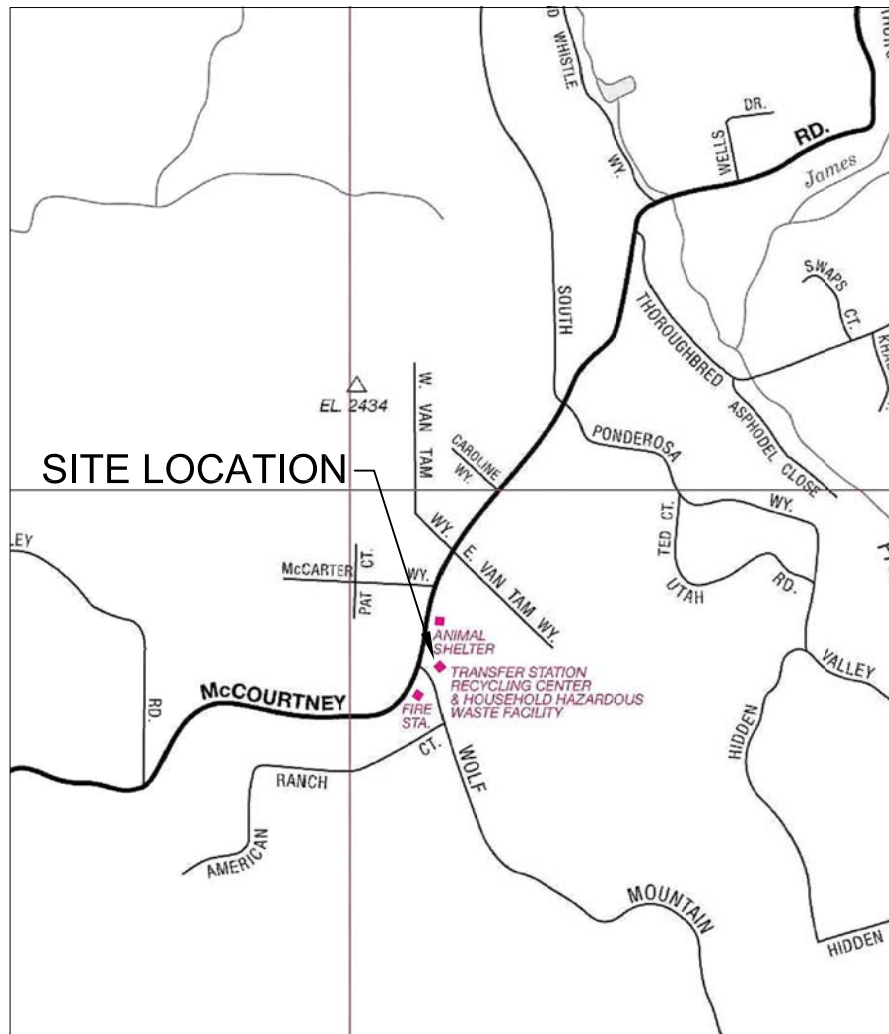 D WHISTLE
WY.
WELLS
DR.
RD.
James
SWAPS
CT.
SOUTH
THOROUGHBRED
ASPHODEL CLOSE
EL. 2434
W. VAN TAM
WY.
CAROLINE
WY.
PONDEROSA
WY.
SITE LOCATION
LEY
RD.
McCARTER
WY.
PAT CT.
E. VAN TAM WY.
TED CT.
UTAH
RD.
ANIMAL
SHELTER
TRANSFER STATION
RECYCLING CENTER
& HOUSEHOLD HAZARDOUS
WASTE FACILITY
FIRE
STA.
McCOURTNEY
RANCH
CT.
AMERICAN
WOLF
MOUNTAIN
HIDDEN
VALLEY
HIDDEN